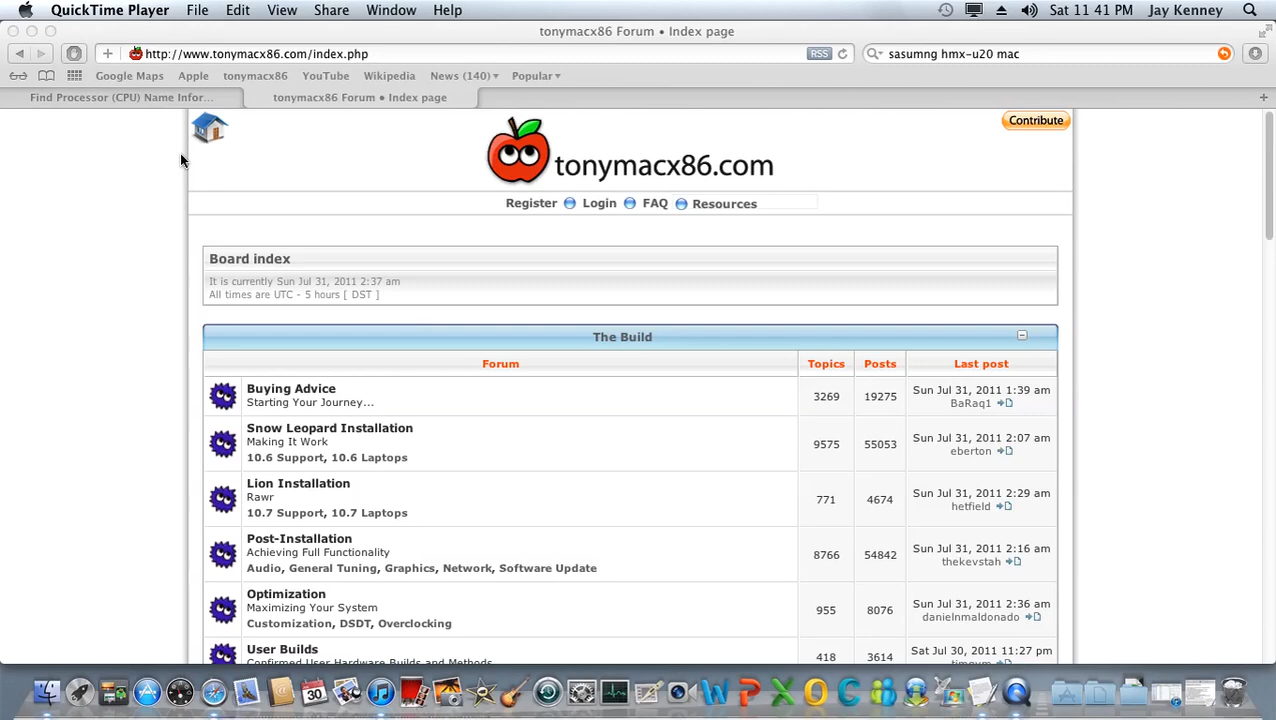 QuickTime Player File Edit View Share Window Help Sat 11 41 PM Jay Kenney
tonymacx86 Forum • Index page
http://www.tonymacx86.com/index.php RSS sasumng hmx-u20 mac
Google Maps Apple tonymacx86 YouTube Wikipedia News (140) Popular
Find Processor (CPU) Name Infor... tonymacx86 Forum • Index page
Contribute
tonymacx86.com
Register Login FAQ Resources
Board index
It is currently Sun Jul 31, 2011 2:37 am
All times are UTC - 5 hours [ DST ]
The Build
Forum Topics Posts Last post
Buying Advice
Starting Your Journey...
3269 19275
Sun Jul 31, 2011 1:39 am
BaRaq1
Snow Leopard Installation
Making It Work
10.6 Support, 10.6 Laptops
9575 55053
Sun Jul 31, 2011 2:07 am
eberton
Lion Installation
Rawr
10.7 Support, 10.7 Laptops
771 4674
Sun Jul 31, 2011 2:29 am
hetfield
Post-Installation
Achieving Full Functionality
Audio, General Tuning, Graphics, Network, Software Update
8766 54842
Sun Jul 31, 2011 2:16 am
thekevstah
Optimization
Maximizing Your System
Customization, DSDT, Overclocking
955 8076
Sun Jul 31, 2011 2:36 am
danielnmaldonado
User Builds
Confirmed User Hardware Builds and Methods
418 3614
Sat Jul 30, 2011 11:27 pm